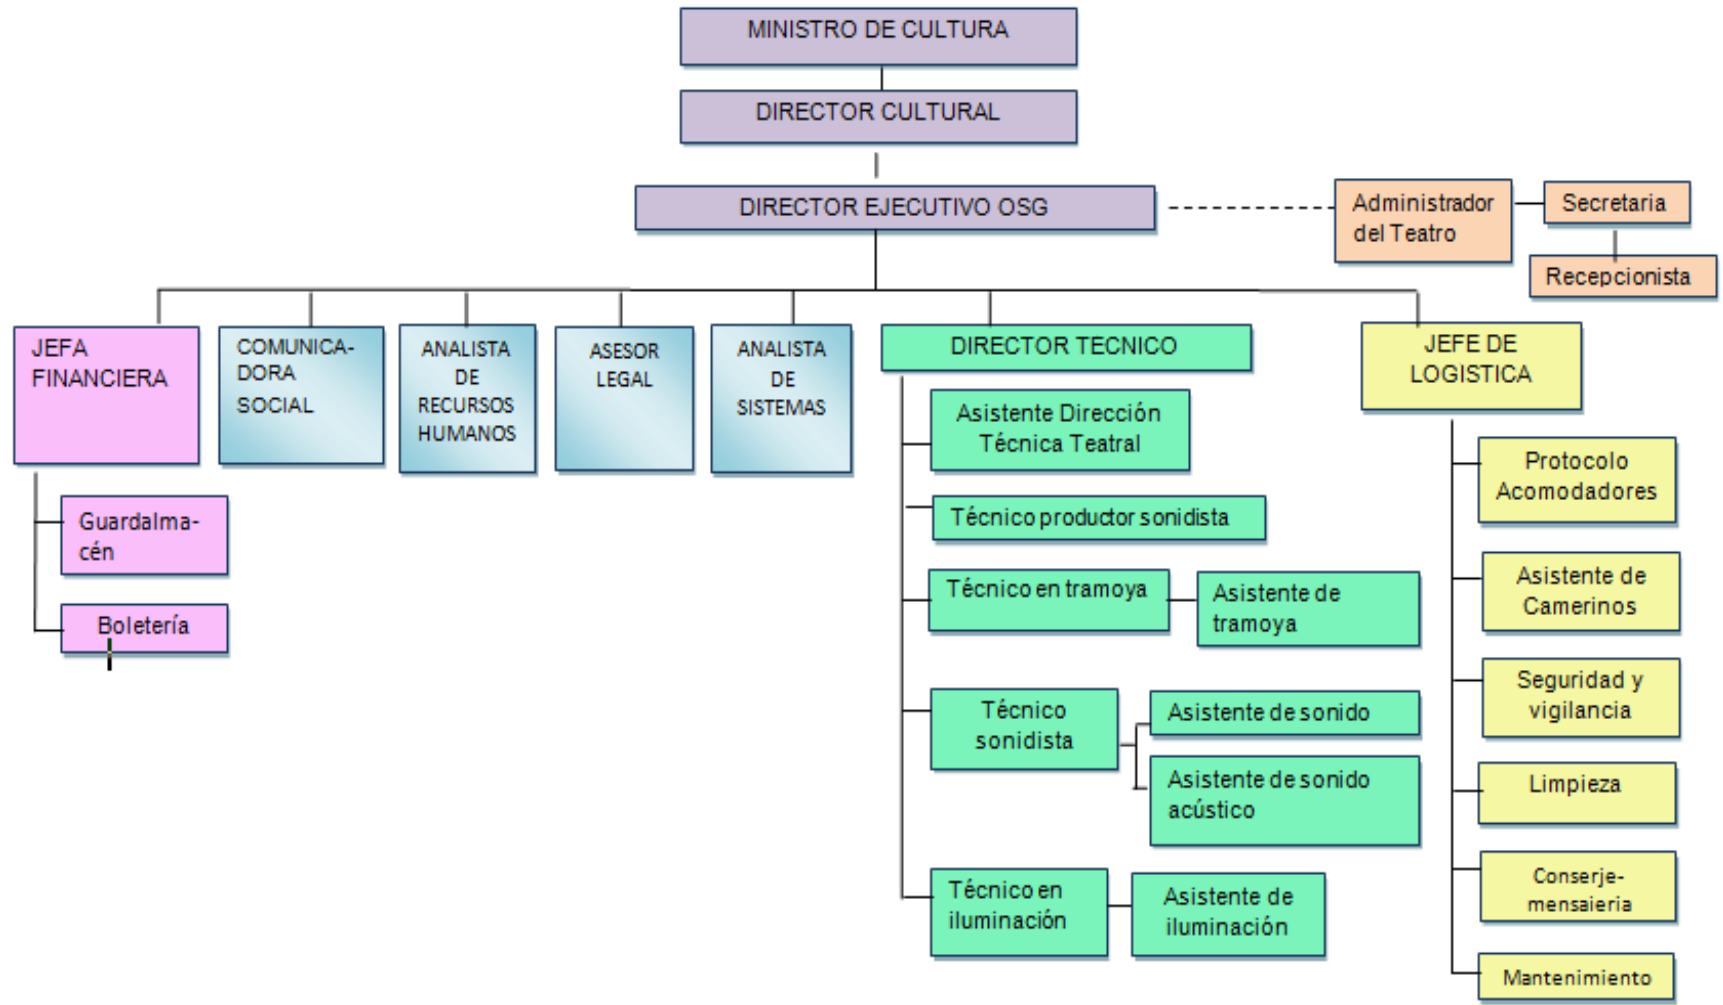 MINISTRO DE CULTURA
DIRECTOR CULTURAL
DIRECTOR EJECUTIVO OSG
Administrador
del Teatro
Secretaria
Recepcionista
JEFA
FINANCIERA
COMUNICA-
DORA
SOCIAL
ANALISTA
DE
RECURSOS
HUMANOS
ASESOR
LEGAL
ANALISTA
DE
SISTEMAS
DIRECTOR TECNICO
JEFE DE
LOGISTICA
Guardalma-
cén
Boletería
Asistente Dirección
Técnica Teatral
Técnico productor sonidista
Técnico en tramoya
Asistente de
tramoya
Técnico
sonidista
Asistente de sonido
Asistente de sonido
acústico
Técnico en
iluminación
Asistente de
iluminación
Protocolo
Acomodadores
Asistente de
Camerinos
Seguridad y
vigilancia
Limpieza
Conserje-
mensaieria
Mantenimiento